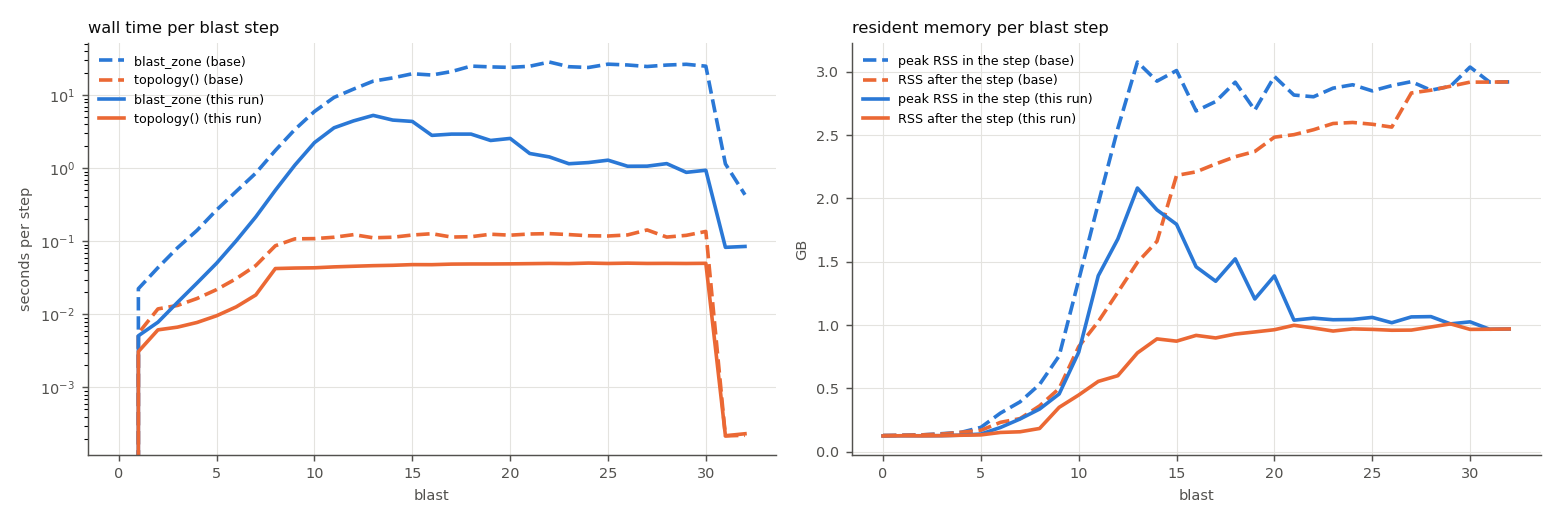 wall time per blast step
blast_zone (base)
topology() (base)
blast_zone (this run)
topology() (this run)
seconds per step
10¹
10⁰
10⁻¹
10⁻²
10⁻³
0 5 10 15 20 25 30
blast
resident memory per blast step
peak RSS in the step (base)
RSS after the step (base)
peak RSS in the step (this run)
RSS after the step (this run)
GB
3.0
2.5
2.0
1.5
1.0
0.5
0.0
0 5 10 15 20 25 30
blast